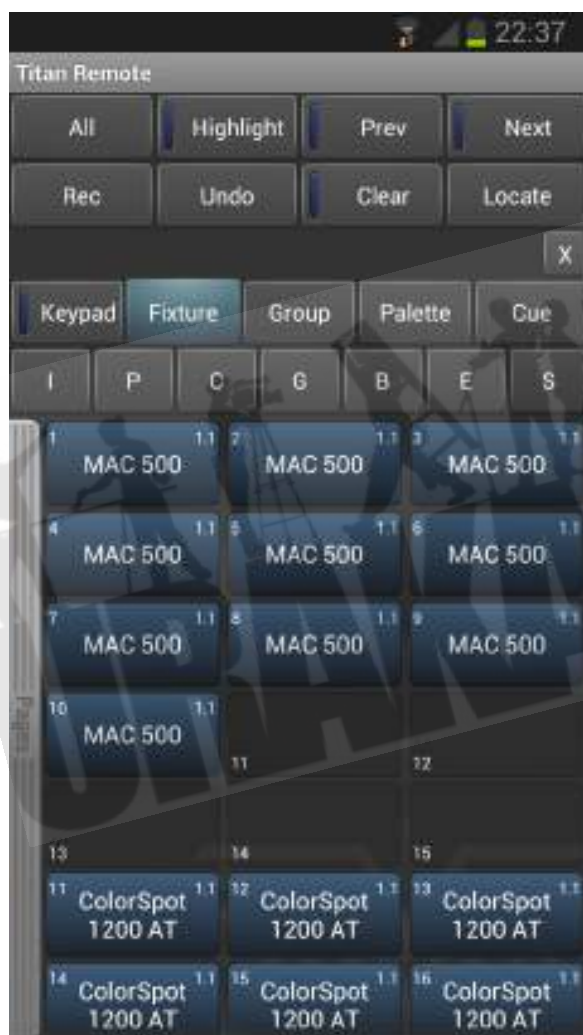 22:37
Titan Remote
All Highlight Prev Next
Rec Undo Clear Locate
X
Keypad Fixture Group Palette Cue
I P C G B E S
1 1.1 2 1.1 3 1.1
MAC 500 MAC 500 MAC 500
4 1.1 5 1.1 6 1.1
MAC 500 MAC 500 MAC 500
7 1.1 8 1.1 9 1.1
MAC 500 MAC 500 MAC 500
10 1.1
MAC 500
11 12
Pages
13 14 15
11 1.1 12 1.1 13 1.1
ColorSpot ColorSpot ColorSpot
1200 AT 1200 AT 1200 AT
14 1.1 15 1.1 16 1.1
ColorSpot ColorSpot ColorSpot
1200 AT 1200 AT 1200 AT